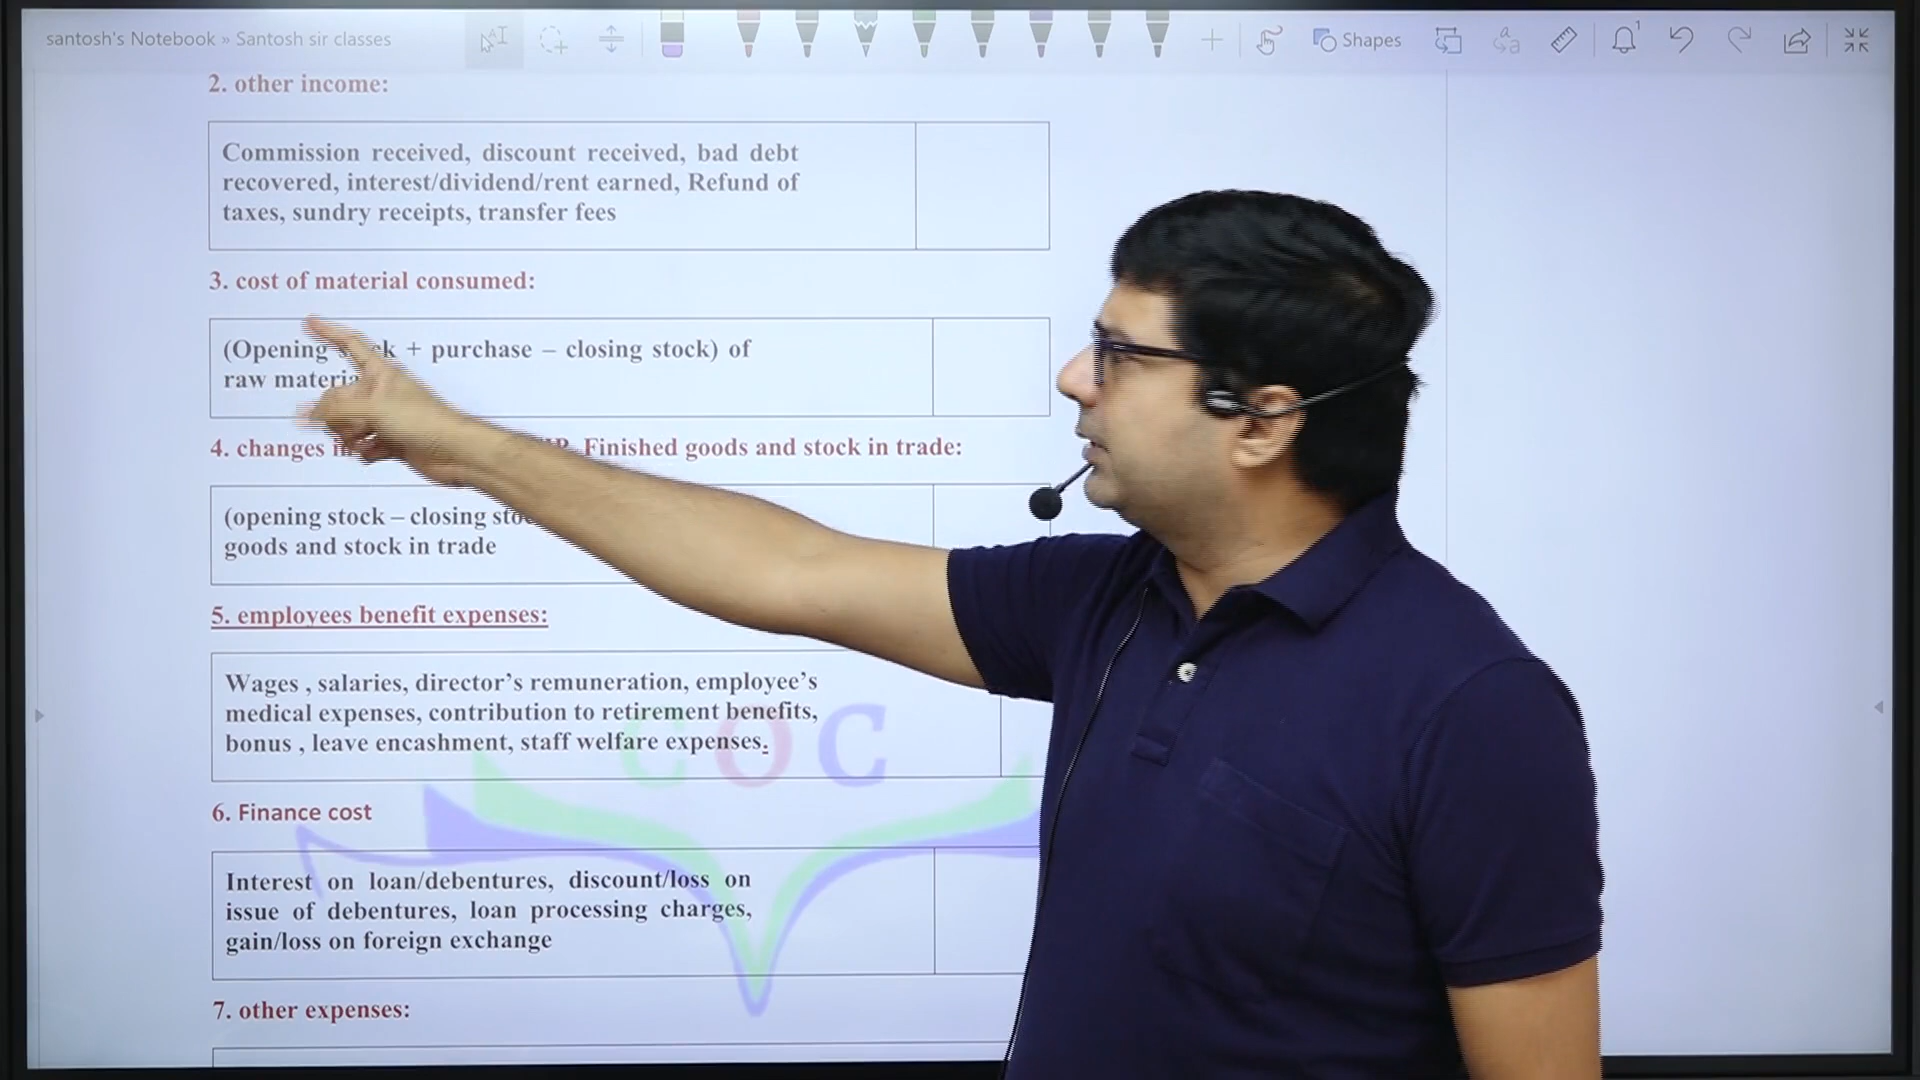 santosh's Notebook » Santosh sir classes
Shapes
1
2. other income:
Commission received, discount received, bad debt
recovered, interest/dividend/rent earned, Refund of
taxes, sundry receipts, transfer fees
3. cost of material consumed:
(Opening + purchase – closing stock) of
raw
4. changes Finished goods and stock in trade:
(opening stock – closing
goods and stock in trade
5. employees benefit expenses:
Wages , salaries, director’s remuneration, employee’s
medical expenses, contribution to retirement benefits,
bonus , leave encashment, staff welfare expenses.
COC
6. Finance cost
Interest on loan/debentures, discount/loss on
issue of debentures, loan processing charges,
gain/loss on foreign exchange
7. other expenses: